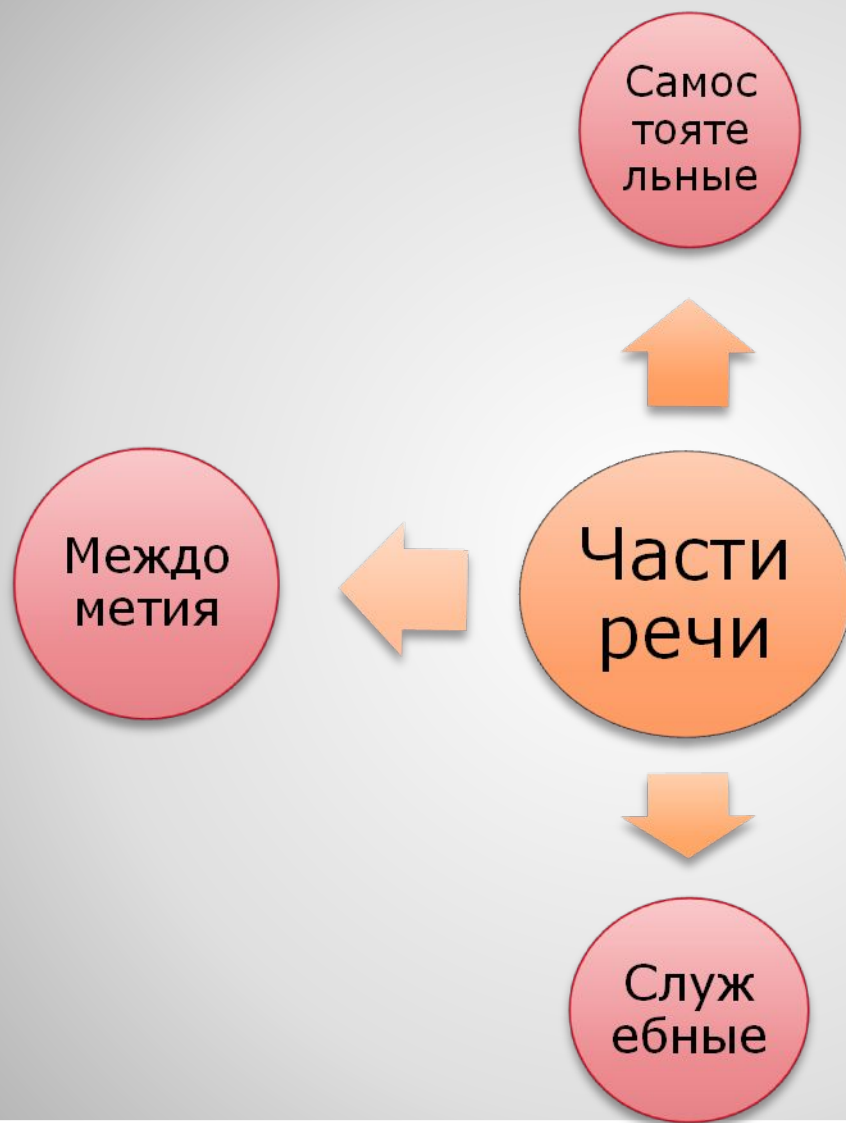 Самос
тояте
льные
Междо
метия
Части
речи
Служ
ебные